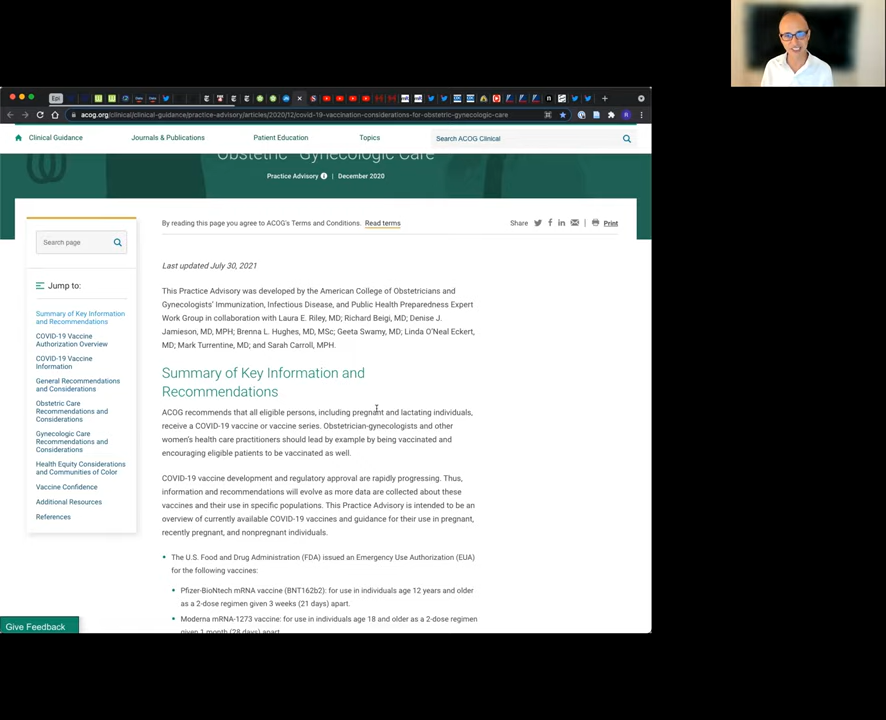 Epi
acog.org/clinical/clinical-guidance/practice-advisory/articles/2020/12/covid-19-vaccination-considerations-for-obstetric-gynecologic-care
Clinical Guidance
Journals & Publications
Patient Education
Topics
Search ACOG Clinical
Obstetric–Gynecologic Care
Practice Advisory
December 2020
By reading this page you agree to ACOG's Terms and Conditions. Read terms
Share
Print
Search page
Jump to:
Summary of Key Information
and Recommendations
COVID-19 Vaccine
Authorization Overview
COVID-19 Vaccine
Information
General Recommendations
and Considerations
Obstetric Care
Recommendations and
Considerations
Gynecologic Care
Recommendations and
Considerations
Health Equity Considerations
and Communities of Color
Vaccine Confidence
Additional Resources
References
Last updated July 30, 2021
This Practice Advisory was developed by the American College of Obstetricians and
Gynecologists' Immunization, Infectious Disease, and Public Health Preparedness Expert
Work Group in collaboration with Laura E. Riley, MD; Richard Beigi, MD; Denise J.
Jamieson, MD, MPH; Brenna L. Hughes, MD, MSc; Geeta Swamy, MD; Linda O'Neal Eckert,
MD; Mark Turrentine, MD; and Sarah Carroll, MPH.
Summary of Key Information and
Recommendations
ACOG recommends that all eligible persons, including pregnant and lactating individuals,
receive a COVID-19 vaccine or vaccine series. Obstetrician-gynecologists and other
women's health care practitioners should lead by example by being vaccinated and
encouraging eligible patients to be vaccinated as well.
COVID-19 vaccine development and regulatory approval are rapidly progressing. Thus,
information and recommendations will evolve as more data are collected about these
vaccines and their use in specific populations. This Practice Advisory is intended to be an
overview of currently available COVID-19 vaccines and guidance for their use in pregnant,
recently pregnant, and nonpregnant individuals.
The U.S. Food and Drug Administration (FDA) issued an Emergency Use Authorization (EUA)
for the following vaccines:
Pfizer-BioNtech mRNA vaccine (BNT162b2): for use in individuals age 12 years and older
as a 2-dose regimen given 3 weeks (21 days) apart.
Moderna mRNA-1273 vaccine: for use in individuals age 18 and older as a 2-dose regimen
given 1 month (28 days) apart.
Give Feedback